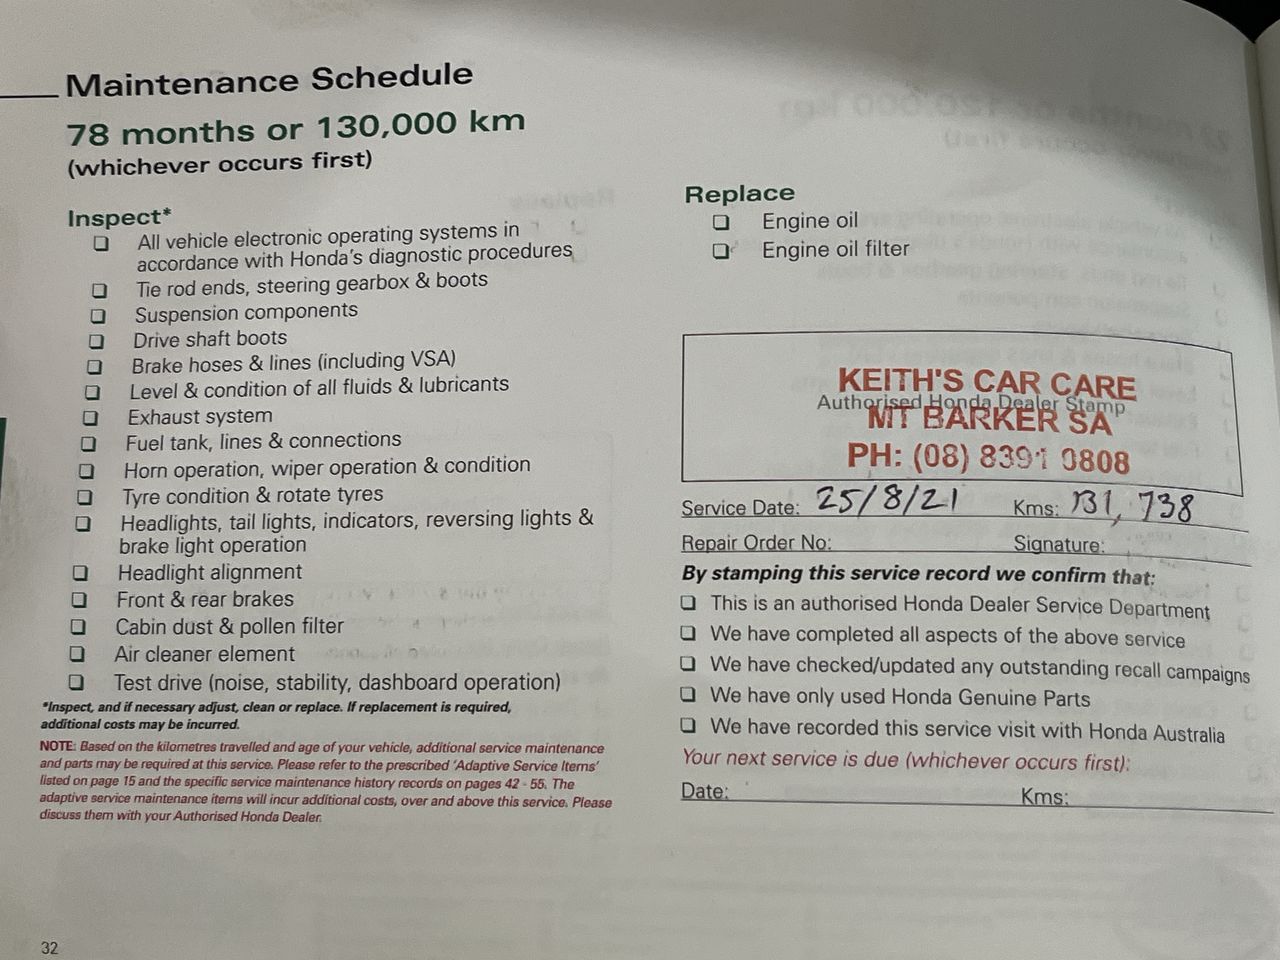 Maintenance Schedule
78 months or 130,000 km
(whichever occurs first)
Inspect*
❏ All vehicle electronic operating systems in
accordance with Honda's diagnostic procedures
❏ Tie rod ends, steering gearbox & boots
❏ Suspension components
❏ Drive shaft boots
❏ Brake hoses & lines (including VSA)
❏ Level & condition of all fluids & lubricants
❏ Exhaust system
❏ Fuel tank, lines & connections
❏ Horn operation, wiper operation & condition
❏ Tyre condition & rotate tyres
❏ Headlights, tail lights, indicators, reversing lights &
brake light operation
❏ Headlight alignment
❏ Front & rear brakes
❏ Cabin dust & pollen filter
❏ Air cleaner element
❏ Test drive (noise, stability, dashboard operation)
*Inspect, and if necessary adjust, clean or replace. If replacement is required,
additional costs may be incurred.
NOTE: Based on the kilometres travelled and age of your vehicle, additional service maintenance
and parts may be required at this service. Please refer to the prescribed 'Adaptive Service Items'
listed on page 15 and the specific service maintenance history records on pages 42 - 55. The
adaptive service maintenance items will incur additional costs, over and above this service. Please
discuss them with your Authorised Honda Dealer.
32
Replace
❏ Engine oil
❏ Engine oil filter
KEITH'S CAR CARE
Authorised Honda Dealer Stamp
MT BARKER SA
PH: (08) 8391 0808
Service Date: 25/8/21 Kms: 131,738
Repair Order No: Signature:
By stamping this service record we confirm that:
❏ This is an authorised Honda Dealer Service Department
❏ We have completed all aspects of the above service
❏ We have checked/updated any outstanding recall campaigns
❏ We have only used Honda Genuine Parts
❏ We have recorded this service visit with Honda Australia
Your next service is due (whichever occurs first):
Date: Kms: